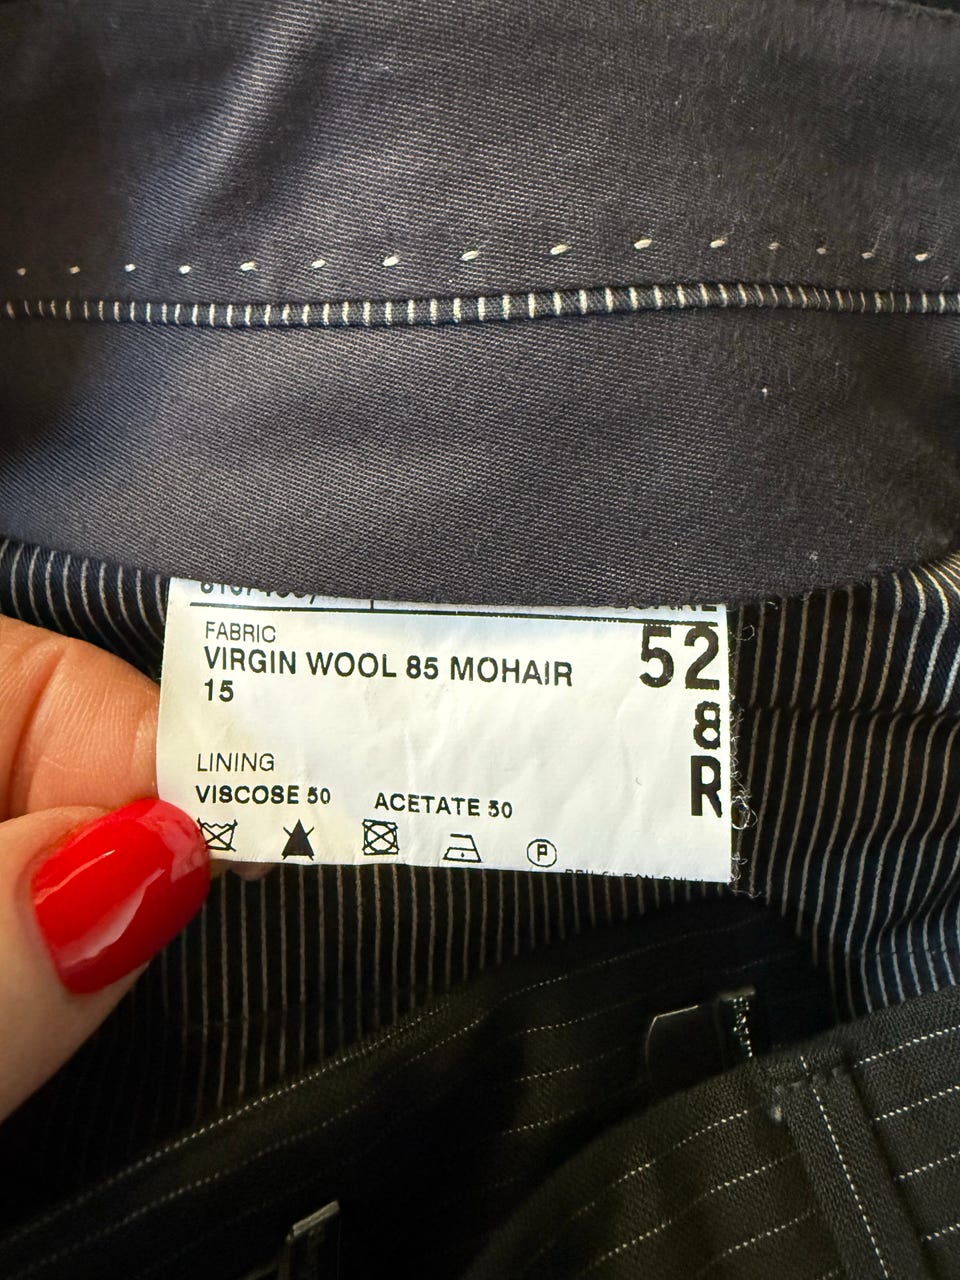 FABRIC
VIRGIN WOOL 85 MOHAIR
15
52
8
R
LINING
VISCOSE 50 ACETATE 50
P